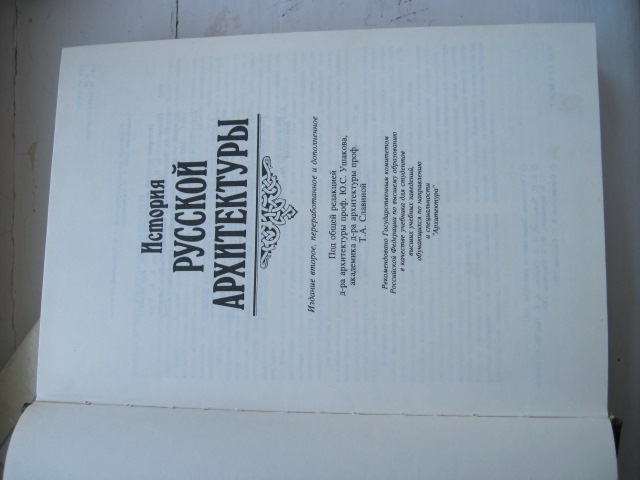 История
РУССКОЙ
АРХИТЕКТУРЫ
Издание второе, переработанное и дополненное
Под общей редакцией
д-ра архитектуры проф. Ю.С. Ушакова,
академика д-ра архитектуры проф.
Т.А. Славиной
Рекомендовано Государственным комитетом
Российской Федерации по высшему образованию
в качестве учебника для студентов
высших учебных заведений,
обучающихся по направлению
и специальности
"Архитектура"